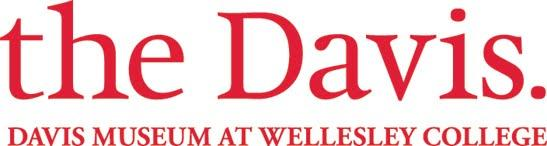 the Davis.
DAVIS MUSEUM AT WELLESLEY COLLEGE